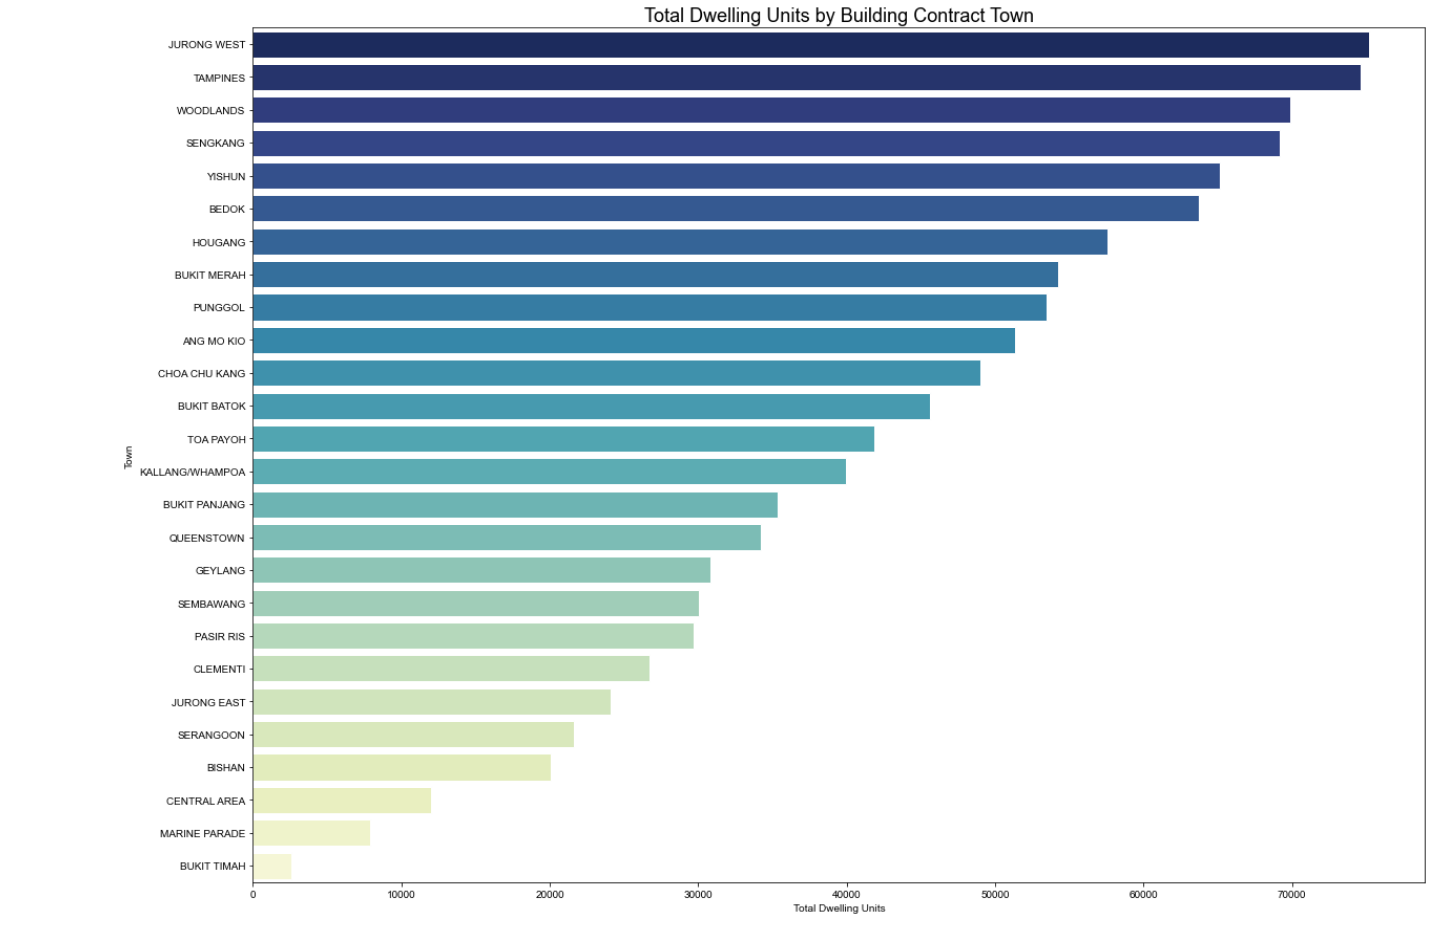 Total Dwelling Units by Building Contract Town
JURONG WEST
TAMPINES
WOODLANDS
SENGKANG
YISHUN
BEDOK
HOUGANG
BUKIT MERAH
PUNGGOL
ANG MO KIO
CHOA CHU KANG
BUKIT BATOK
TOA PAYOH
KALLANG/WHAMPOA
BUKIT PANJANG
QUEENSTOWN
GEYLANG
SEMBAWANG
PASIR RIS
CLEMENTI
JURONG EAST
SERANGOON
BISHAN
CENTRAL AREA
MARINE PARADE
BUKIT TIMAH
Town
0 10000 20000 30000 40000 50000 60000 70000
Total Dwelling Units